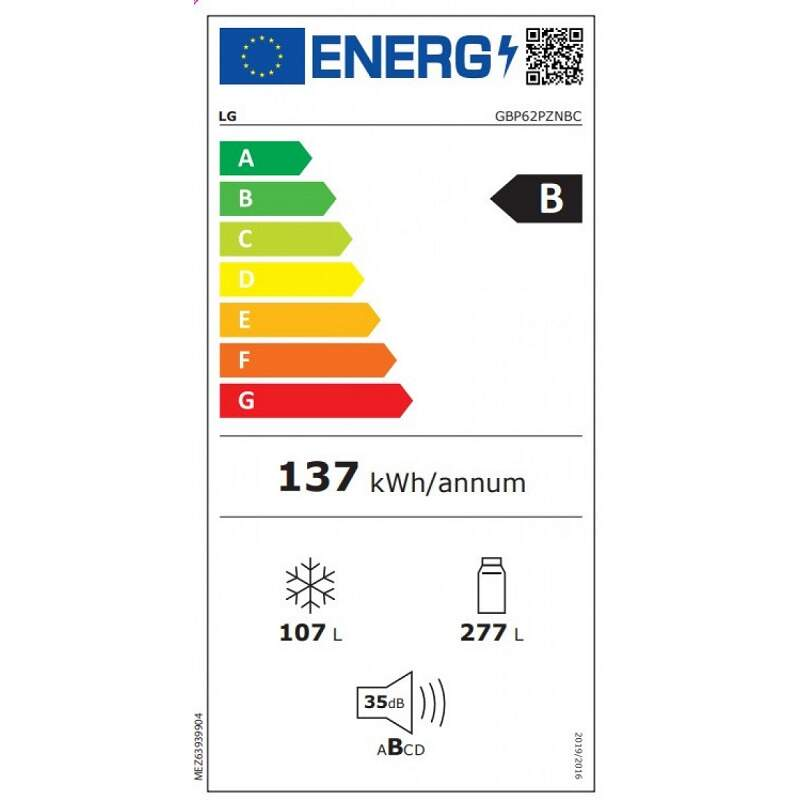 ENERG
LG
GBP62PZNBC
A
B
B
C
D
E
F
G
137 kWh/annum
107 L
277 L
35dB
ABCD
MEZ63939904
2019/2016